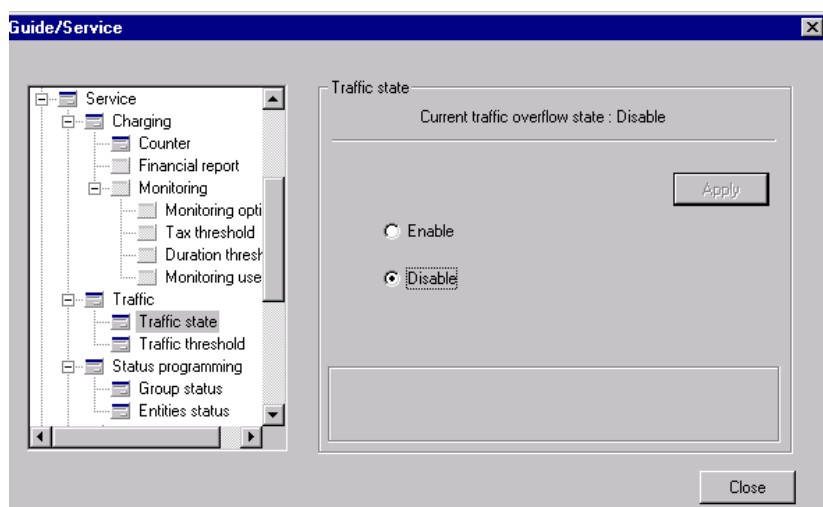 Guide/Service
Service
Charging
Counter
Financial report
Monitoring
Monitoring opti
Tax threshold
Duration thresh
Monitoring use
Traffic
Traffic state
Traffic threshold
Status programming
Group status
Entities status
Traffic state
Current traffic overflow state : Disable
Apply
Enable
Disable
Close